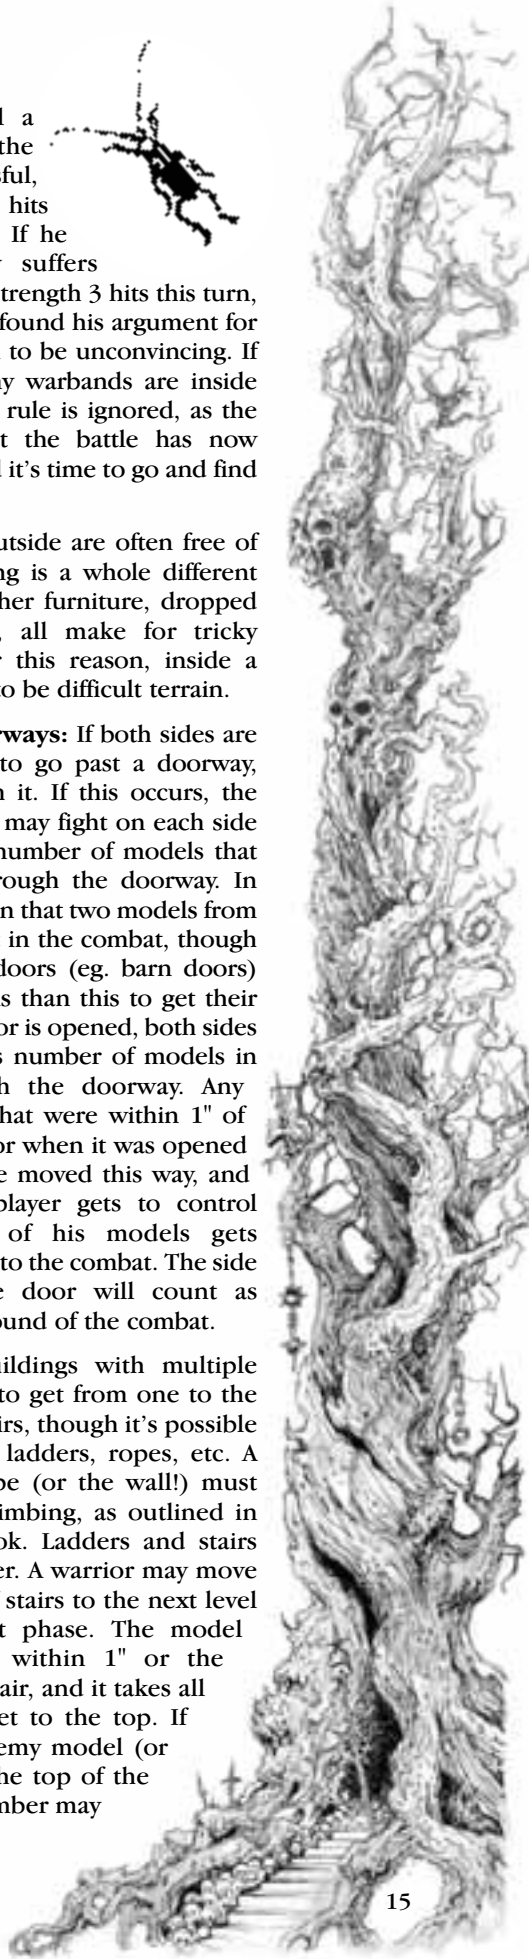 l a
the
sful,
hits
If he
suffers
trength 3 hits this turn,
found his argument for
to be unconvincing. If
ny warbands are inside
rule is ignored, as the
t the battle has now
it's time to go and find
utside are often free of
ng is a whole different
her furniture, dropped
, all make for tricky
this reason, inside a
to be difficult terrain.
rways: If both sides are
to go past a doorway,
n it. If this occurs, the
may fight on each side
number of models that
rough the doorway. In
n that two models from
t in the combat, though
doors (eg. barn doors)
s than this to get their
or is opened, both sides
s number of models in
h the doorway. Any
hat were within 1" of
or when it was opened
e moved this way, and
player gets to control
of his models gets
to the combat. The side
e door will count as
ound of the combat.
ildings with multiple
to get from one to the
irs, though it's possible
ladders, ropes, etc. A
pe (or the wall!) must
imbing, as outlined in
ok. Ladders and stairs
er. A warrior may move
f stairs to the next level
t phase. The model
within 1" or the
air, and it takes all
et to the top. If
emy model (or
he top of the
mber may
15